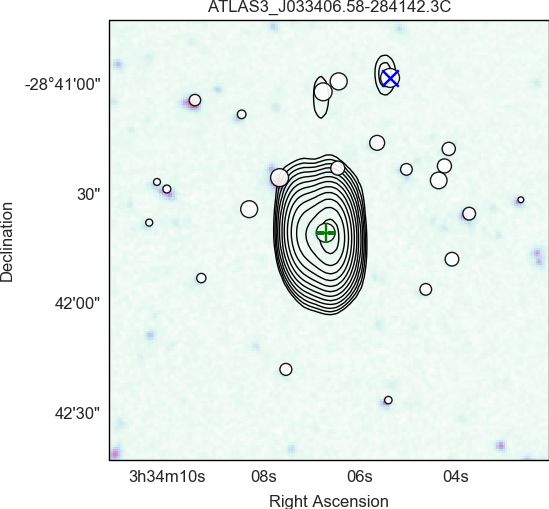 ATLAS3_J033406.58-284142.3C
-28°41'00"
30"
42'00"
42'30"
Declination
3h34m10s 08s 06s 04s
Right Ascension